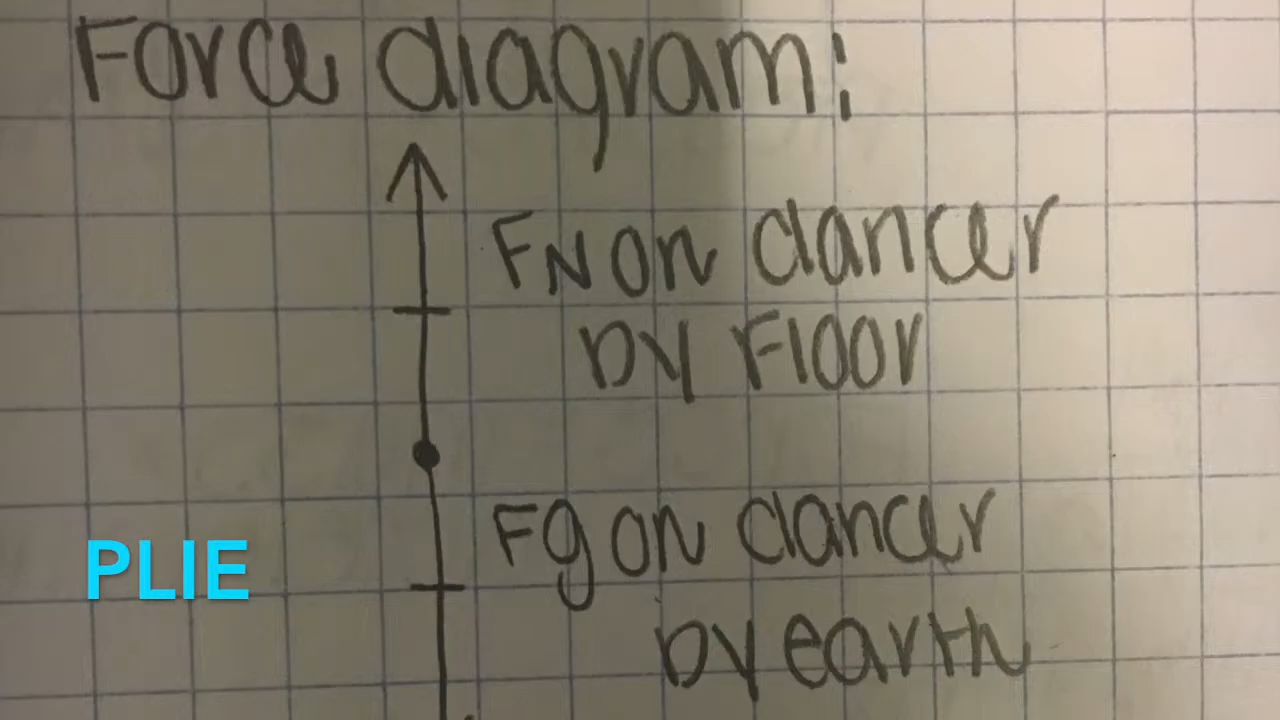 Force diagram:
FN on dancer
by Floor
Fg on dancer
by earth
PLIE